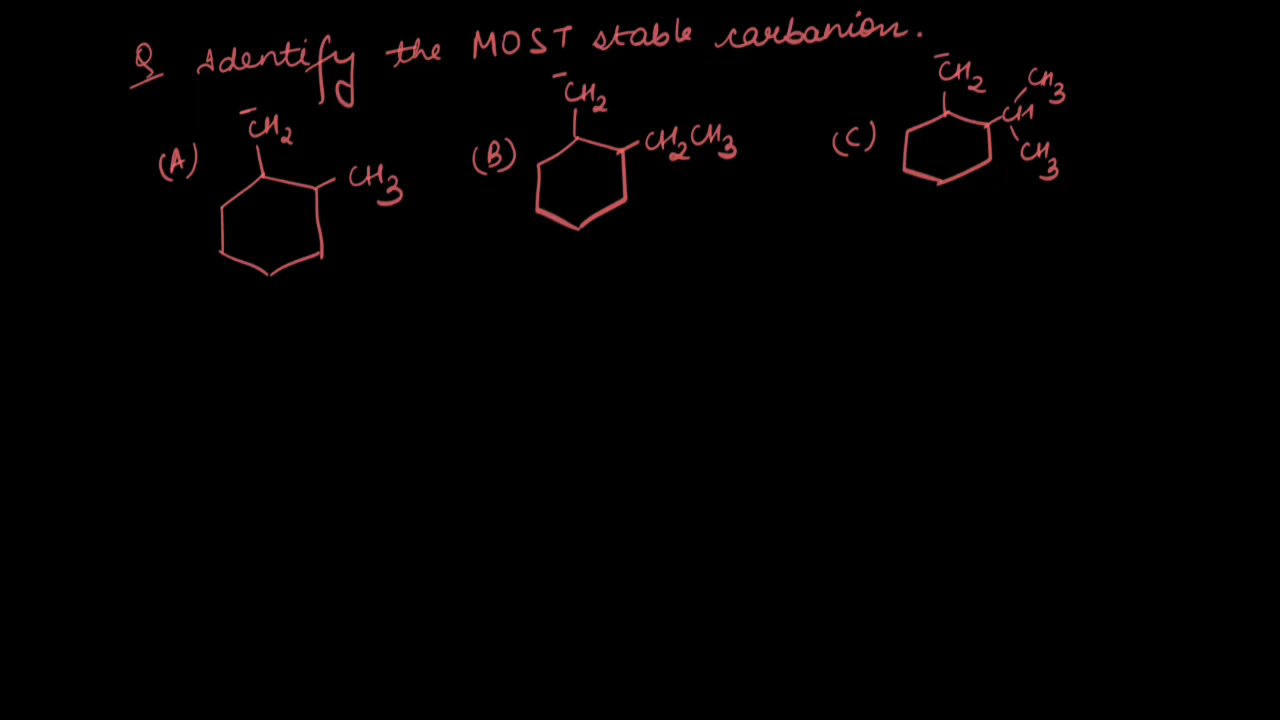 Q Identify the MOST stable carbanion.
(A) -CH2 CH3
(B) -CH2 CH2CH3
(C) -CH2 CH CH3 CH3